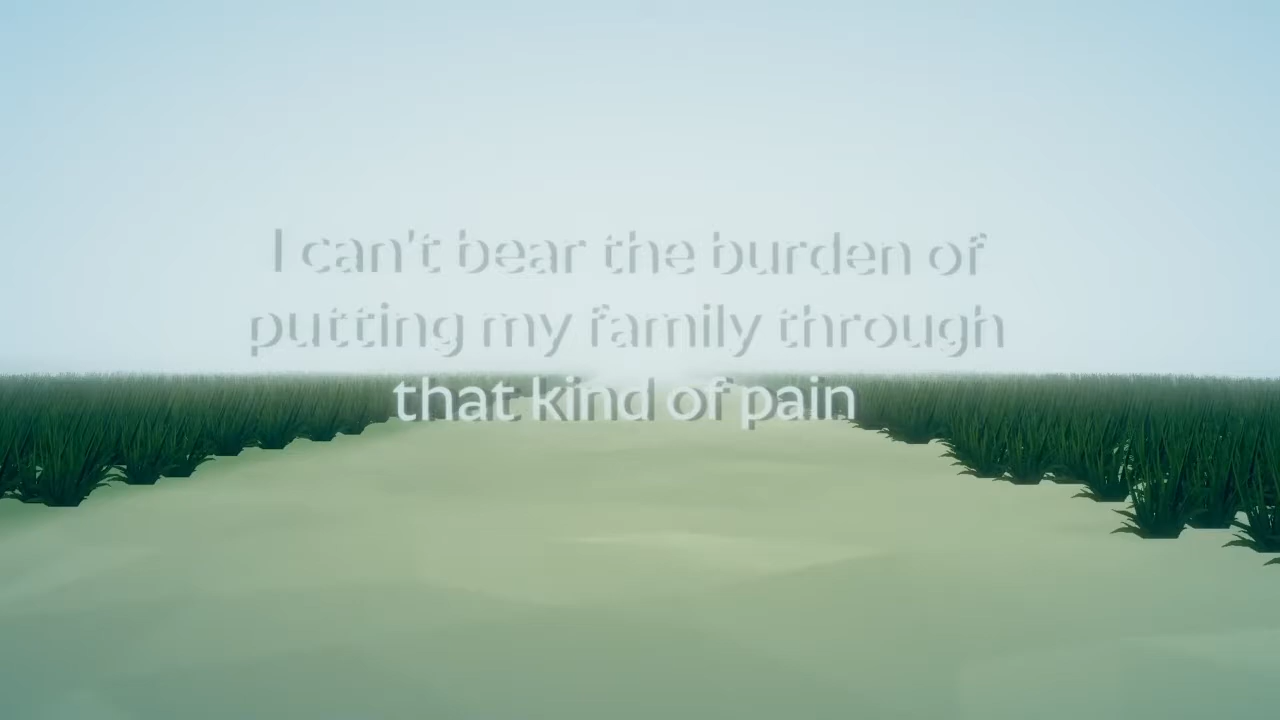 I can't bear the burden of
putting my family through
that kind of pain